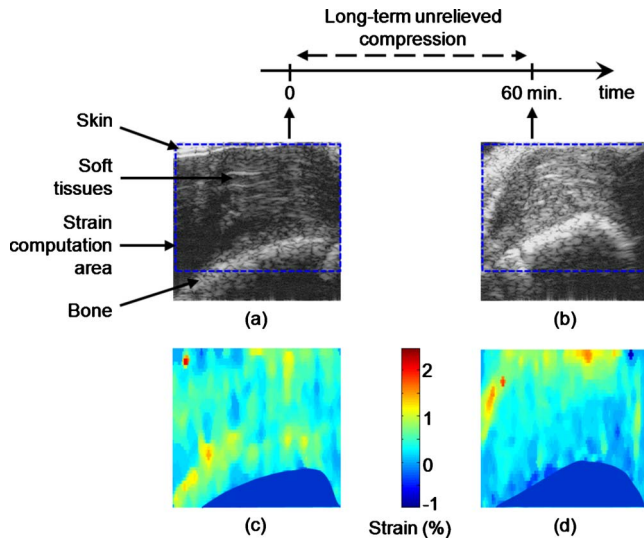 Long-term unrelieved
compression
0
60 min.
time
Skin
Soft
tissues
Strain
computation
area
Bone
(a)
(b)
2
1
0
-1
Strain (%)
(c)
(d)